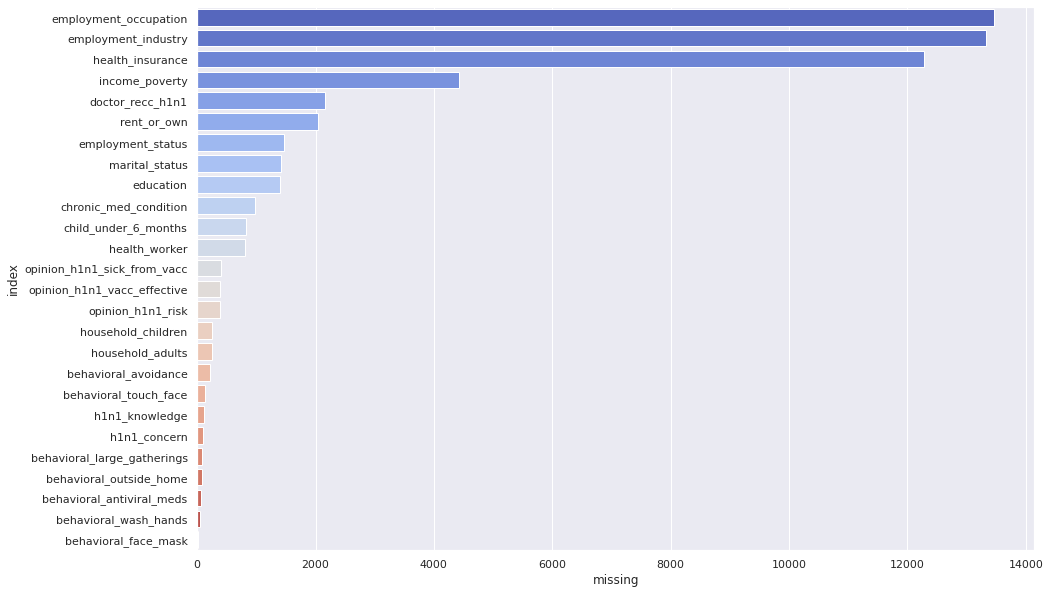 employment_occupation
employment_industry
health_insurance
income_poverty
doctor_recc_h1n1
rent_or_own
employment_status
marital_status
education
chronic_med_condition
child_under_6_months
health_worker
opinion_h1n1_sick_from_vacc
opinion_h1n1_vacc_effective
opinion_h1n1_risk
household_children
household_adults
behavioral_avoidance
behavioral_touch_face
h1n1_knowledge
h1n1_concern
behavioral_large_gatherings
behavioral_outside_home
behavioral_antiviral_meds
behavioral_wash_hands
behavioral_face_mask
index
0 2000 4000 6000 8000 10000 12000 14000
missing